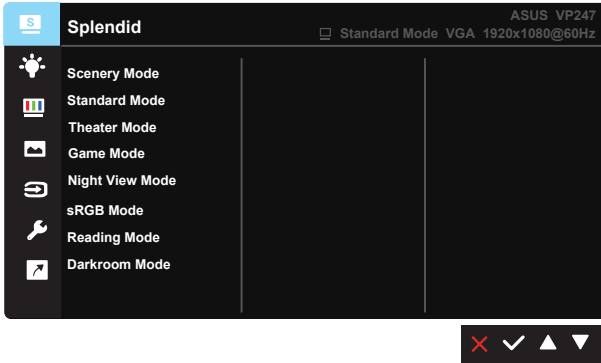 S
Splendid
ASUS VP247
Standard Mode VGA 1920x1080@60Hz
Scenery Mode
Standard Mode
Theater Mode
Game Mode
Night View Mode
sRGB Mode
Reading Mode
Darkroom Mode